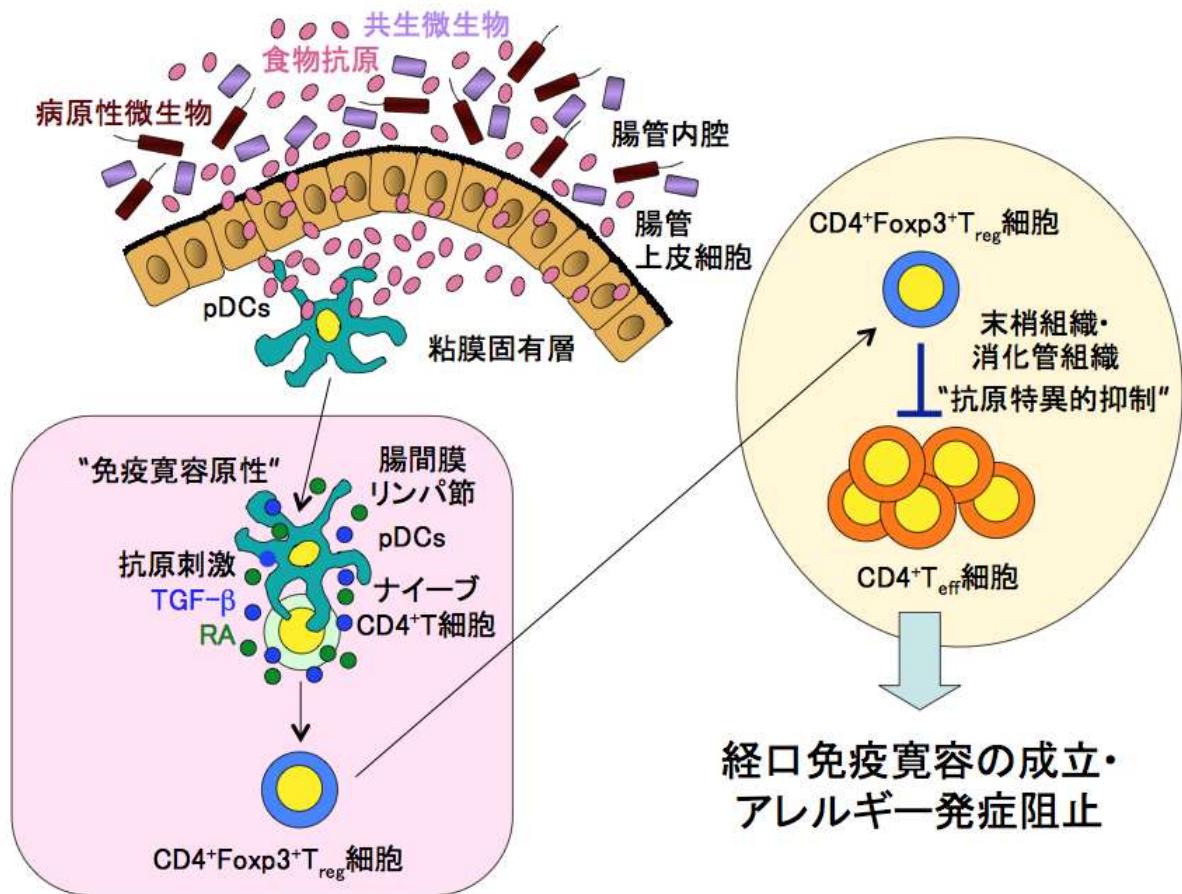 共生微生物
食物抗原
病原性微生物
腸管内腔
腸管
上皮細胞
pDCs
粘膜固有層
“免疫寛容原性“
腸間膜
リンパ節
pDCs
抗原刺激
TGF-β
RA
ナイーブ
CD4⁺T細胞
CD4⁺Foxp3⁺Treg細胞
CD4⁺Foxp3⁺Treg細胞
末梢組織・
消化管組織
“抗原特異的抑制”
CD4⁺Teff細胞
経口免疫寛容の成立・
アレルギー発症阻止